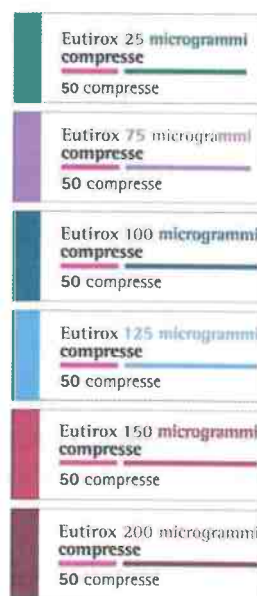 Eutirox 25 microgrammi
compresse
50 compresse
Eutirox 75 microgrammi
compresse
50 compresse
Eutirox 100 microgrammi
compresse
50 compresse
Eutirox 125 microgrammi
compresse
50 compresse
Eutirox 150 microgrammi
compresse
50 compresse
Eutirox 200 microgrammi
compresse
50 compresse